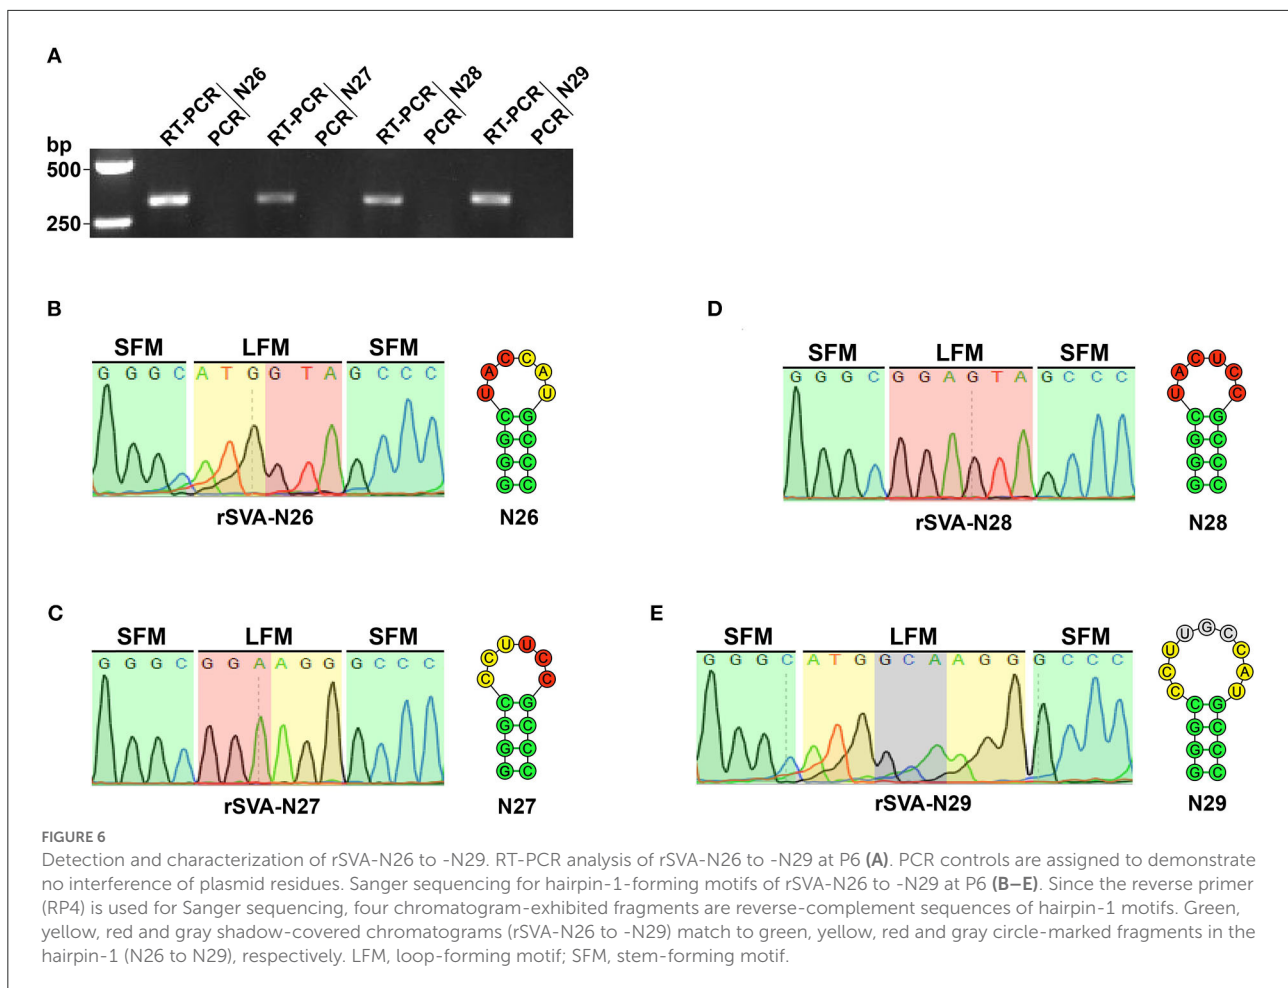 A
RT-PCR PCR N26 RT-PCR PCR N27 RT-PCR PCR N28 RT-PCR PCR N29
bp
500
250
B
SFM LFM SFM
G G G C A T G G T A G C C C
rSVA-N26
A C C A
U U
C G
G C
G C
G C
N26
D
SFM LFM SFM
G G G C G G A G T A G C C C
rSVA-N28
A C U C
U C
C G
G C
G C
G C
N28
C
SFM LFM SFM
G G G C G G A A G G G C C C
rSVA-N27
U U
C C
C C
C G
G C
G C
G C
N27
E
SFM LFM SFM
G G G C A T G G C A A G G G C C C
rSVA-N29
U G C
U C
C A
C U
C G
G C
G C
G C
N29
FIGURE 6
Detection and characterization of rSVA-N26 to -N29. RT-PCR analysis of rSVA-N26 to -N29 at P6 (A). PCR controls are assigned to demonstrate
no interference of plasmid residues. Sanger sequencing for hairpin-1-forming motifs of rSVA-N26 to -N29 at P6 (B–E). Since the reverse primer
(RP4) is used for Sanger sequencing, four chromatogram-exhibited fragments are reverse-complement sequences of hairpin-1 motifs. Green,
yellow, red and gray shadow-covered chromatograms (rSVA-N26 to -N29) match to green, yellow, red and gray circle-marked fragments in the
hairpin-1 (N26 to N29), respectively. LFM, loop-forming motif; SFM, stem-forming motif.